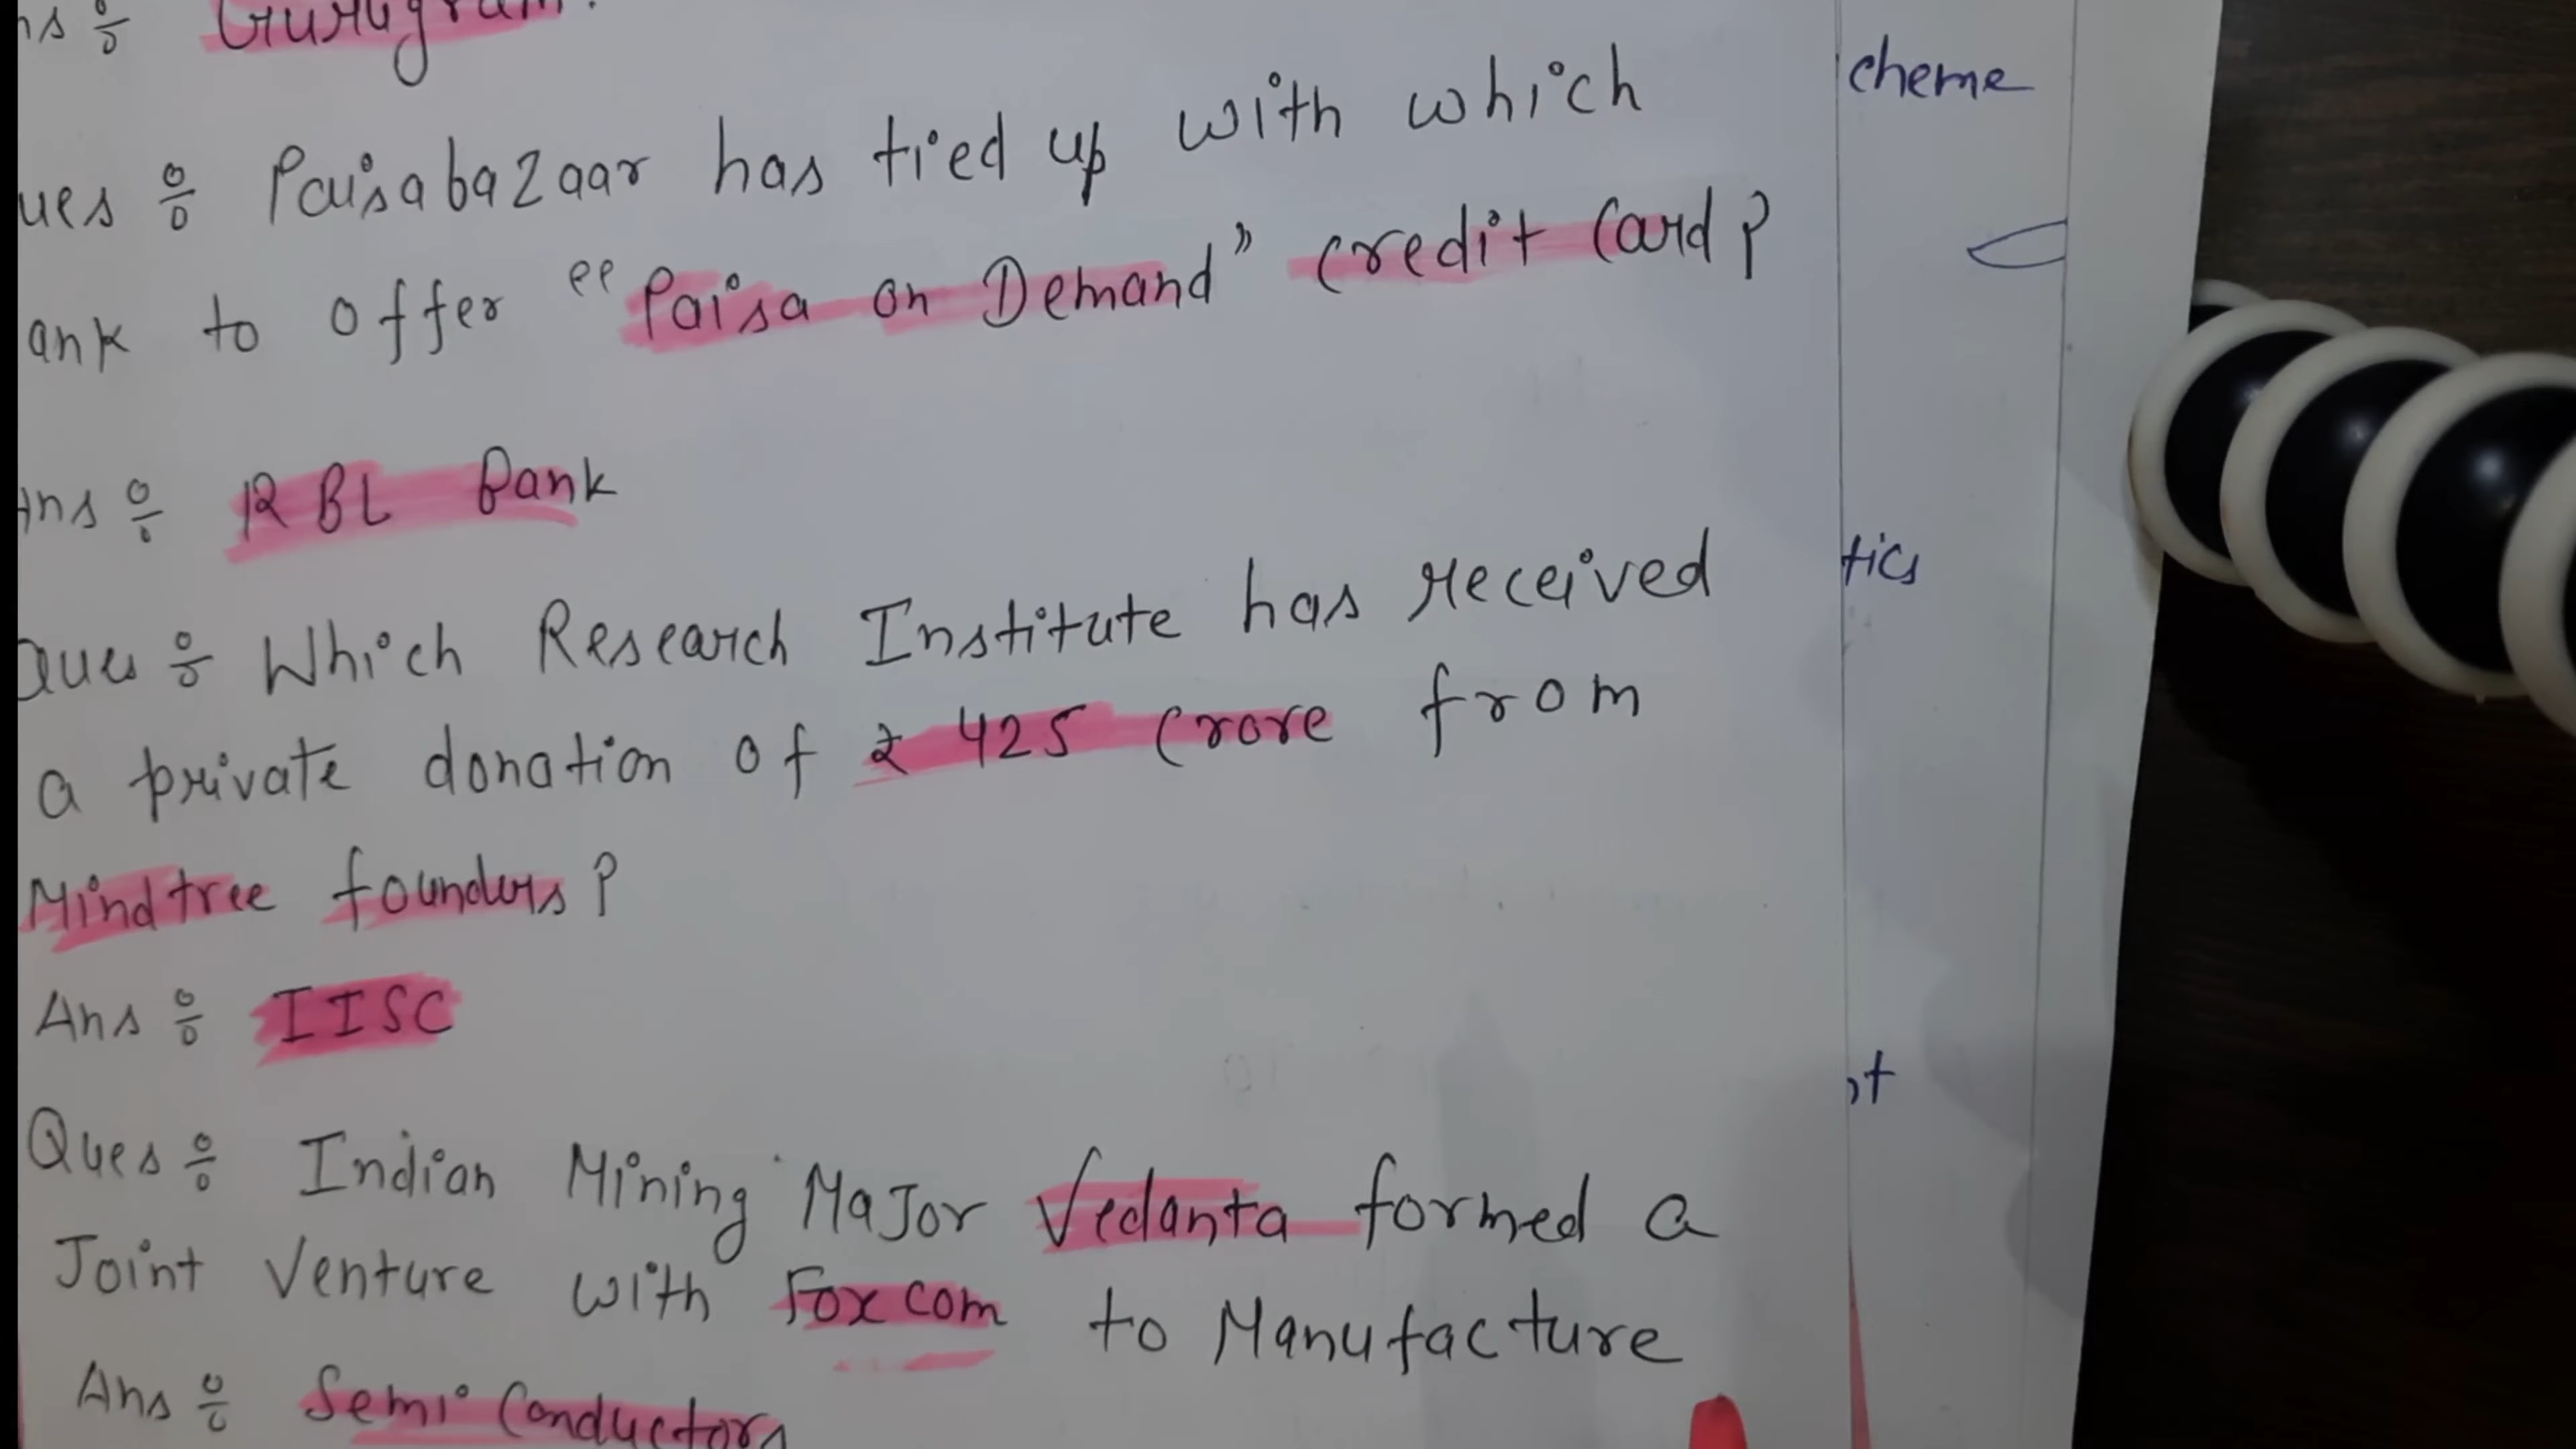 ns : Gurugram.
ues : Paisabazaar has tied up with which
ank to offer "Paisa on Demand" credit Card ?
Ans : RBL Bank
Ques : Which Research Institute has received
a private donation of ₹ 425 Crore from
Mindtree founders ?
Ans : IISC
Ques : Indian Mining Major Vedanta formed a
Joint Venture with Foxcom to Manufacture
Ans : Semi Conductors
cheme
tics